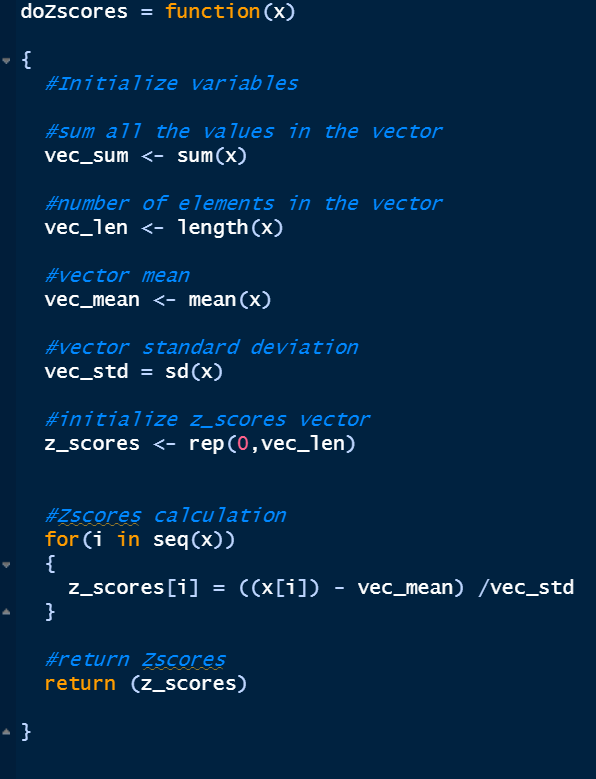 doZscores = function(x)
{
#Initialize variables
#sum all the values in the vector
vec_sum <- sum(x)
#number of elements in the vector
vec_len <- length(x)
#vector mean
vec_mean <- mean(x)
#vector standard deviation
vec_std = sd(x)
#initialize z_scores vector
z_scores <- rep(0,vec_len)
#Zscores calculation
for(i in seq(x))
{
z_scores[i] = ((x[i]) - vec_mean) /vec_std
}
#return Zscores
return (z_scores)
}